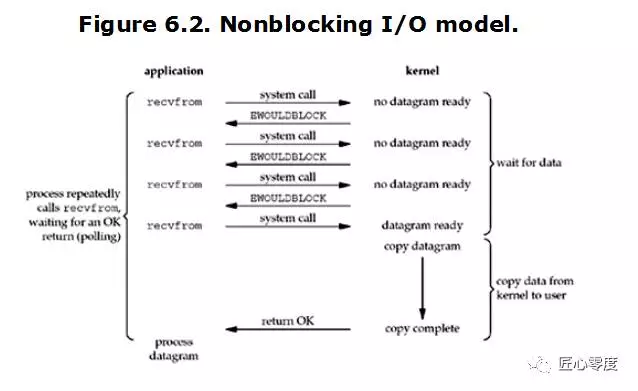 Figure 6.2. Nonblocking I/O model.
application
kernel
recvfrom
system call
no datagram ready
EWOULDBLOCK
recvfrom
system call
no datagram ready
EWOULDBLOCK
recvfrom
system call
no datagram ready
EWOULDBLOCK
recvfrom
system call
datagram ready
wait for data
process repeatedly
calls recvfrom,
waiting for an OK
return (polling)
copy datagram
copy data from
kernel to user
return OK
copy complete
process
datagram
匠心零度